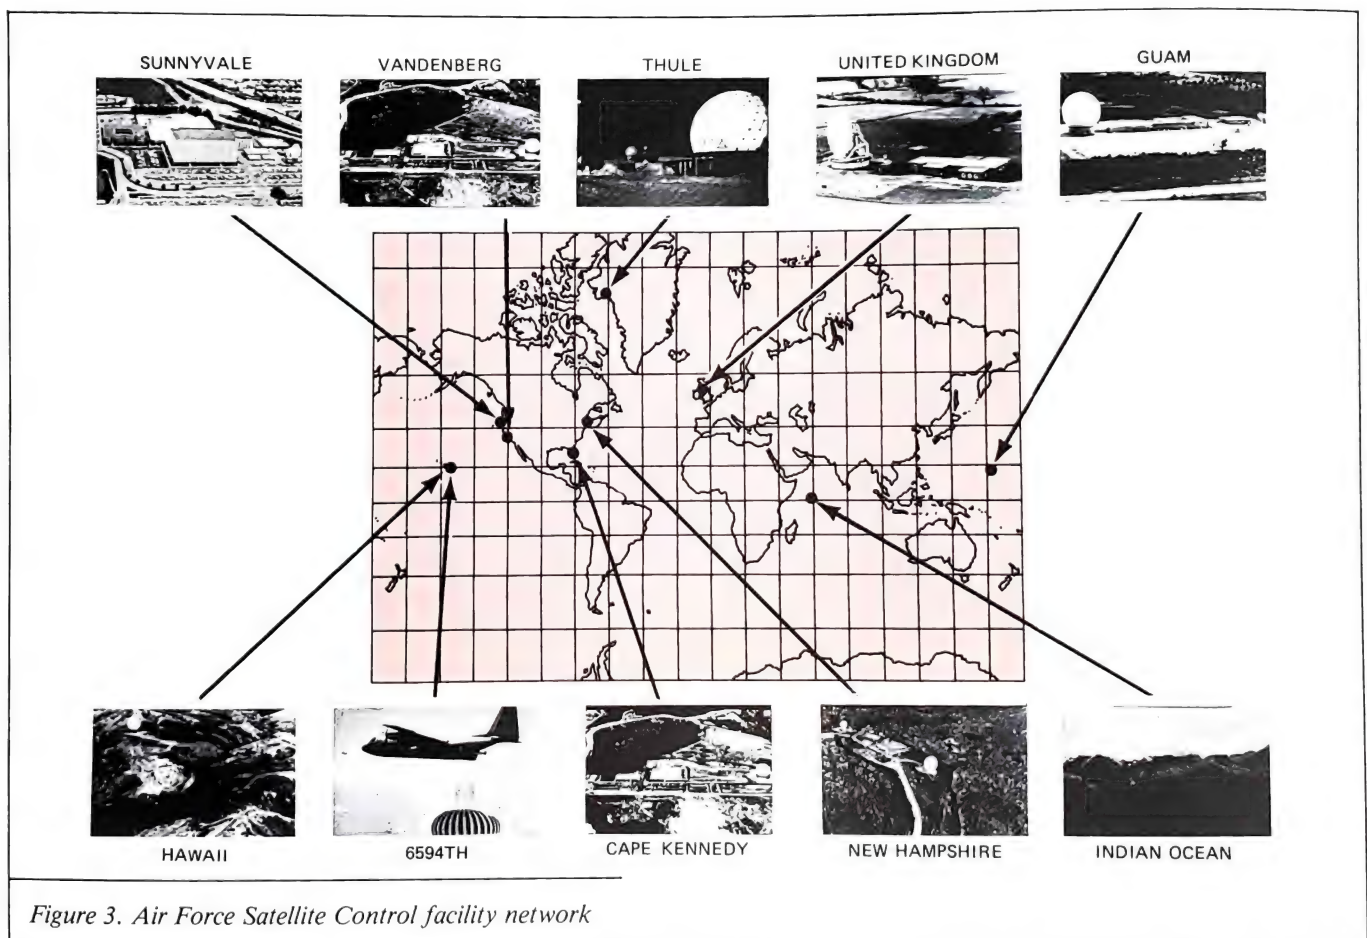 SUNNYVALE
VANDENBERG
THULE
UNITED KINGDOM
GUAM
HAWAII
6594TH
CAPE KENNEDY
NEW HAMPSHIRE
INDIAN OCEAN
Figure 3. Air Force Satellite Control facility network